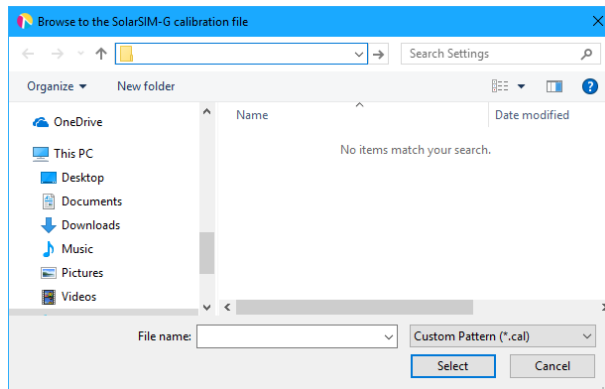 Browse to the SolarSIM-G calibration file
Search Settings
Organize
New folder
Name
Date modified
OneDrive
No items match your search.
This PC
Desktop
Documents
Downloads
Music
Pictures
Videos
File name:
Custom Pattern (*.cal)
Select
Cancel